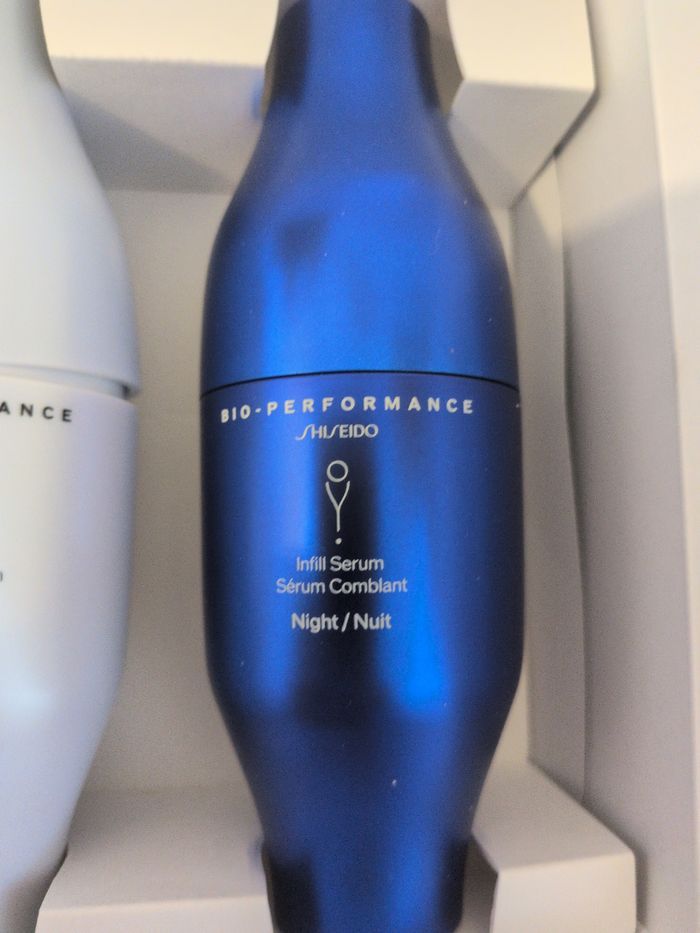 ANCE
BIO-PERFORMANCE
SHISEIDO
Infill Serum
Sérum Comblant
Night / Nuit